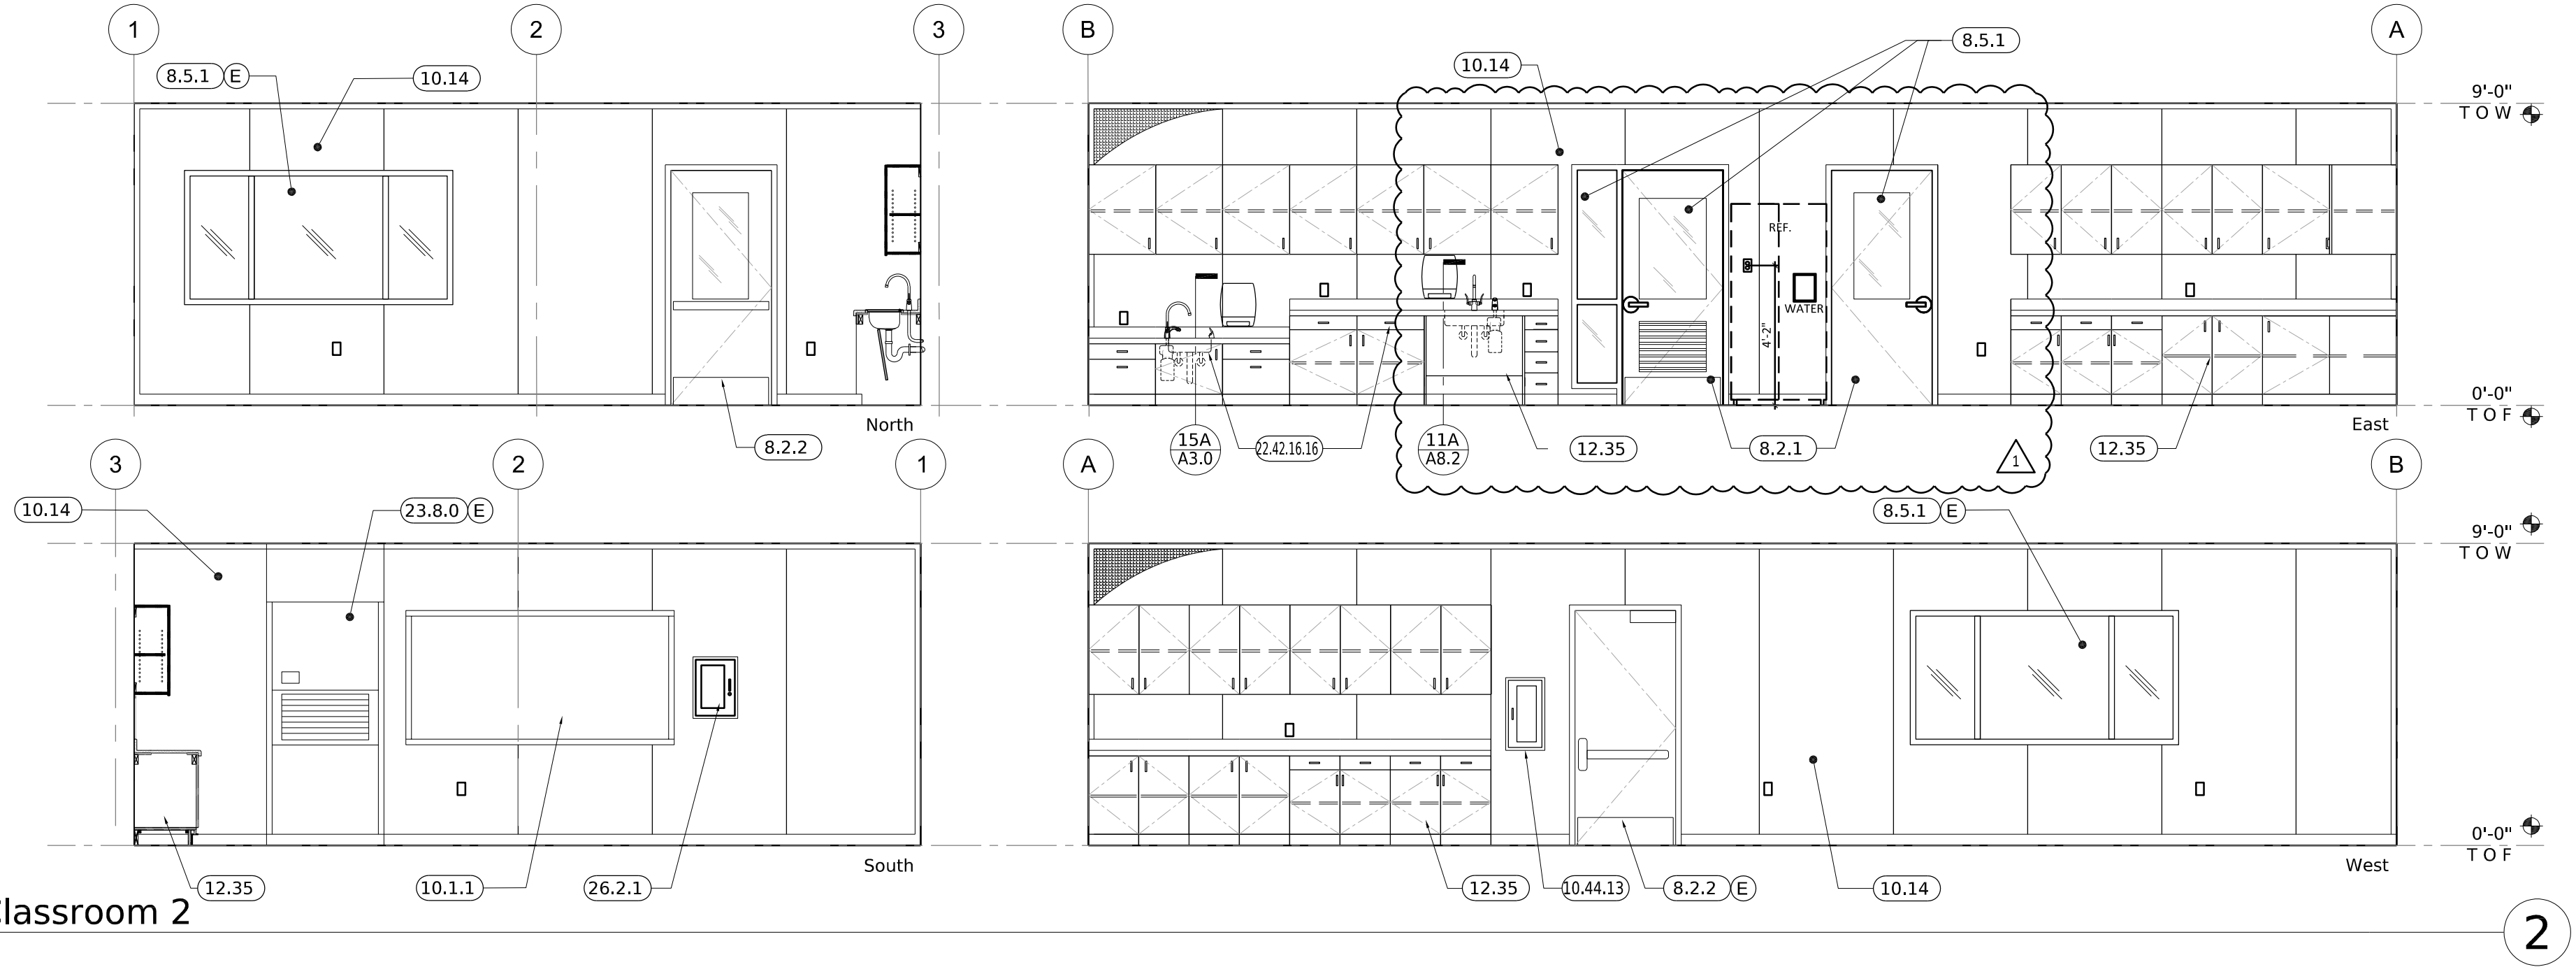 1
2
3
B
A
8.5.1 E
10.14
10.14
8.5.1
9'-0"
T O W
REF.
WATER
4'-2"
0'-0"
T O F
North
East
8.2.2
15A
A3.0
22.42.16.16
11A
A8.2
12.35
8.2.1
1
12.35
3
2
1
A
B
10.14
23.8.0 E
8.5.1 E
9'-0"
T O W
0'-0"
T O F
South
West
12.35
10.1.1
26.2.1
12.35
10.44.13
8.2.2 E
10.14
lassroom 2
2